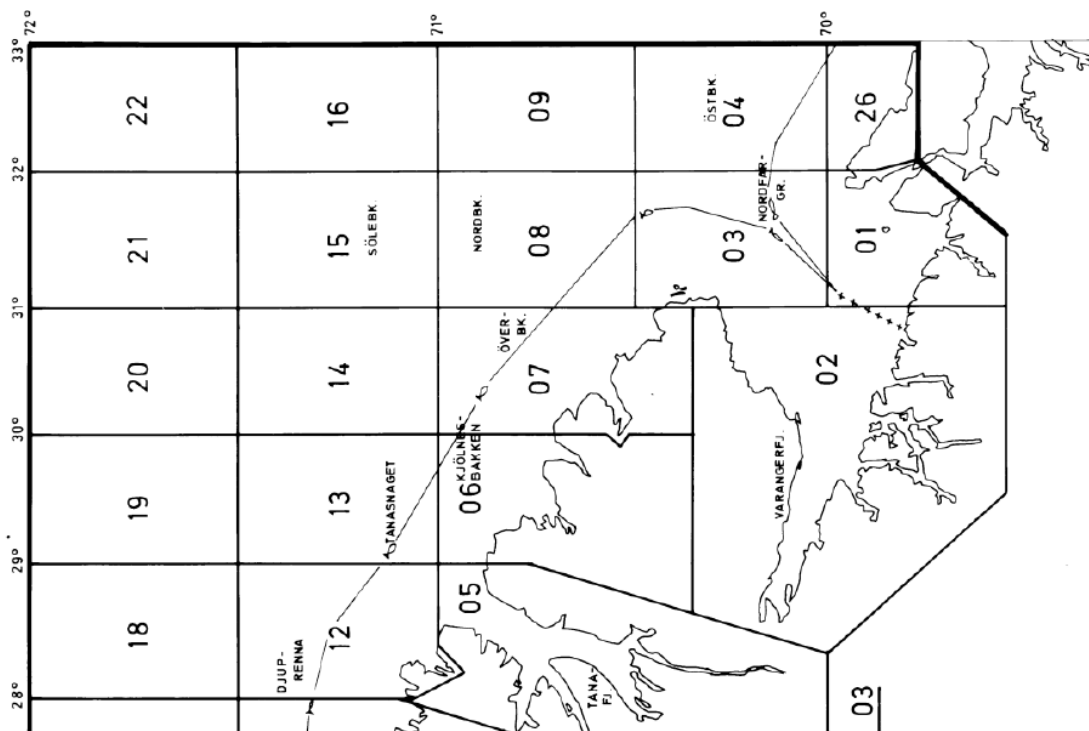 28° 29° 30° 31° 32° 33° 72°
18 19 20 21 22
DJUP-
RENNA
12 13 14 15 16
SÖLEBK.
TANASNAGET
71°
KJÖLNES-
BAKKEN
05 06
NORDBK.
ÖVER-
BK.
07 08 09
TANA-
FJ.
ÖSTBK.
03 04
NORDFAR-
GR.
VARANGERFJ.
02 70°
03 01 26